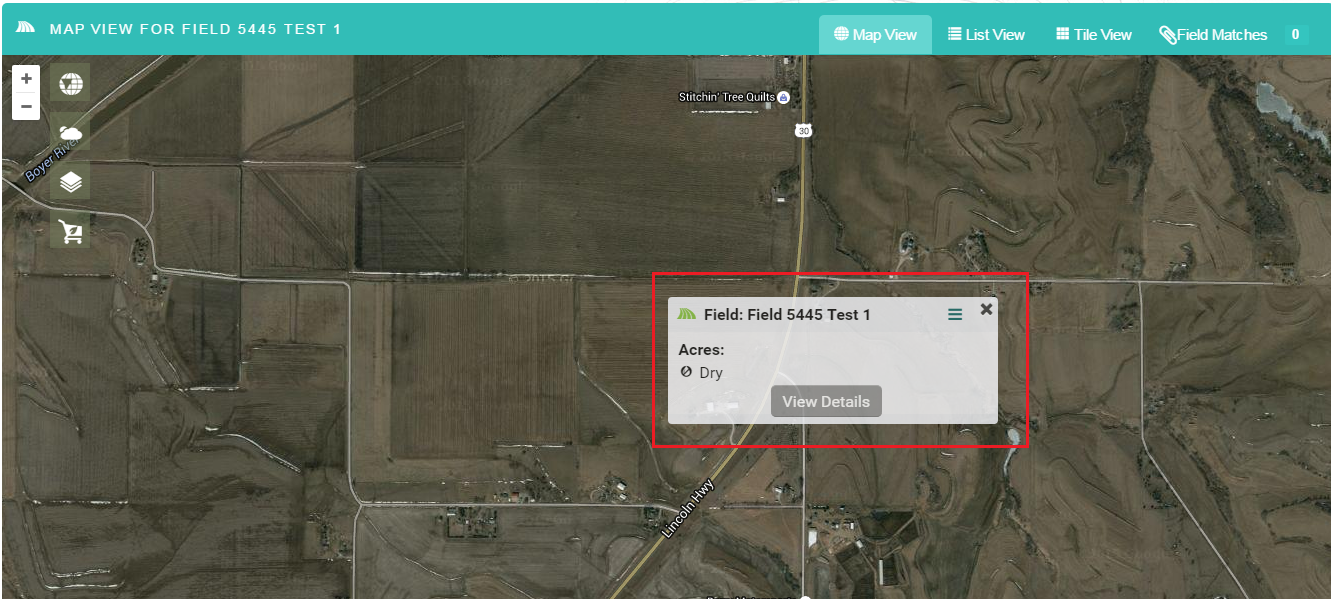 MAP VIEW FOR FIELD 5445 TEST 1
Map View
List View
Tile View
Field Matches
0
+
−
Stitchin' Tree Quilts
30
Boyer River
Field: Field 5445 Test 1
Acres:
Dry
View Details
Lincoln Hwy